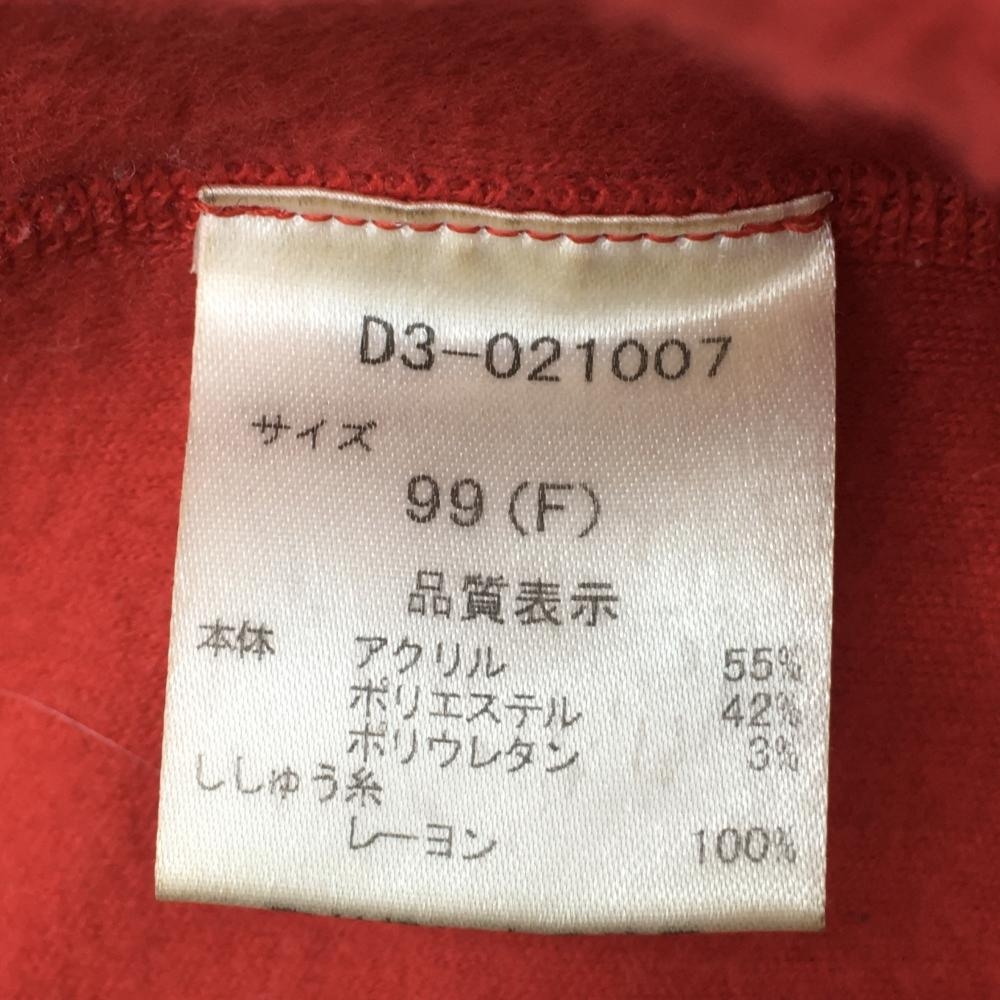 D3-021007
サイズ
99(F)
品質表示
本体 アクリル 55%
ポリエステル 42%
ポリウレタン 3%
ししゅう糸
レーヨン 100%